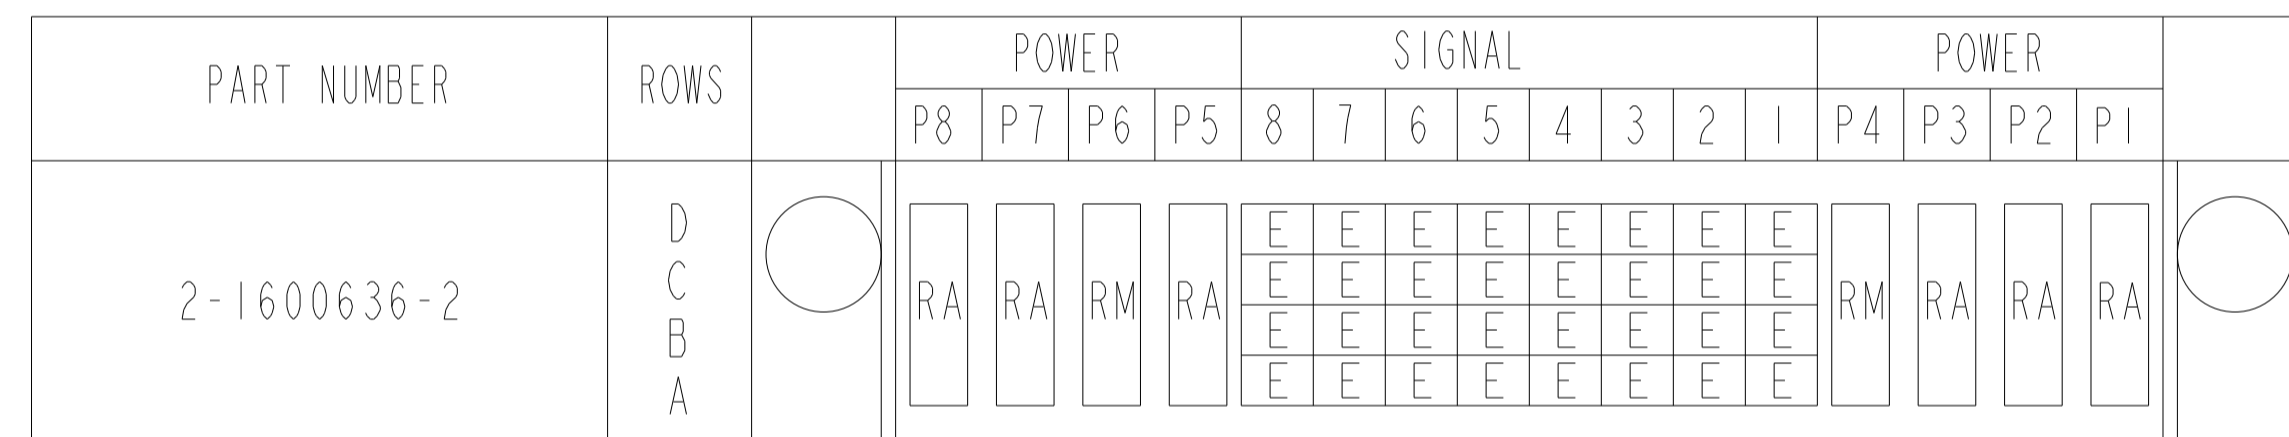 POWER SIGNAL POWER
PART NUMBER ROWS
P8 P7 P6 P5 8 7 6 5 4 3 2 1 P4 P3 P2 P1
D E E E E E E E E
C E E E E E E E E
2-1600636-2 RA RA RM RA RM RA RA RA
B E E E E E E E E
A E E E E E E E E